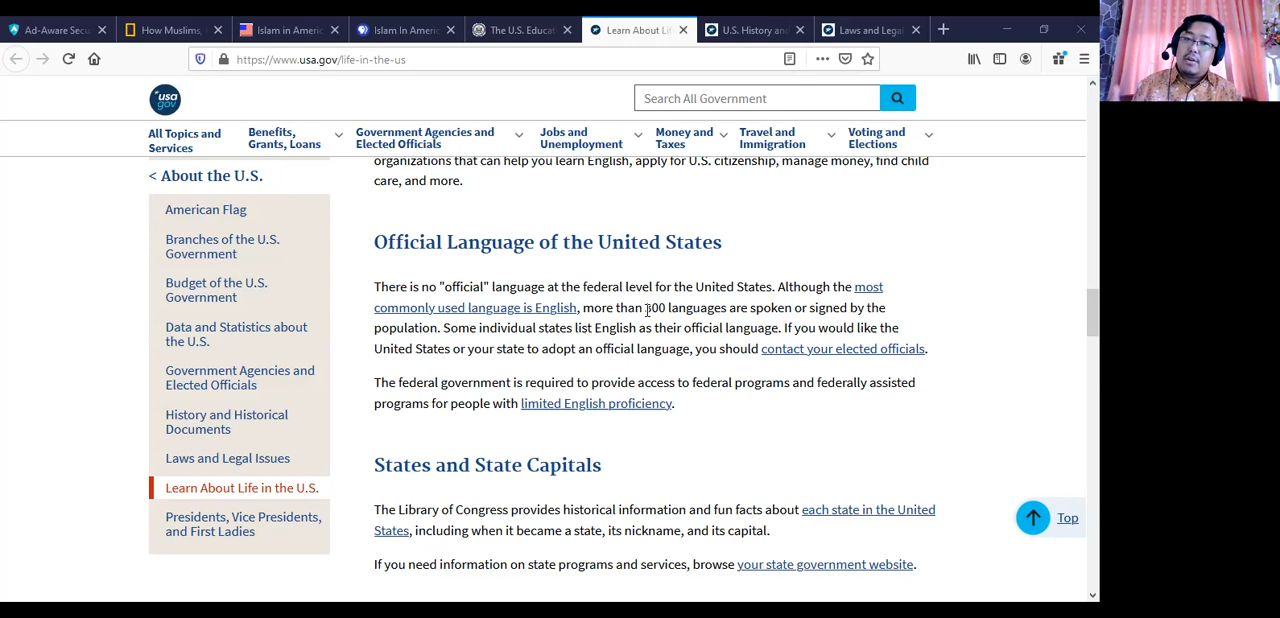 Ad-Aware Secu
How Muslims,
Islam in Americ
Islam In Americ
The U.S. Educat
Learn About Lif
U.S. History and
Laws and Legal
https://www.usa.gov/life-in-the-us
usa
gov
Search All Government
All Topics and
Services
Benefits,
Grants, Loans
Government Agencies and
Elected Officials
Jobs and
Unemployment
Money and
Taxes
Travel and
Immigration
Voting and
Elections
organizations that can help you learn English, apply for U.S. citizenship, manage money, find child
care, and more.
< About the U.S.
American Flag
Branches of the U.S.
Government
Budget of the U.S.
Government
Data and Statistics about
the U.S.
Government Agencies and
Elected Officials
History and Historical
Documents
Laws and Legal Issues
Learn About Life in the U.S.
Presidents, Vice Presidents,
and First Ladies
Official Language of the United States
There is no "official" language at the federal level for the United States. Although the most
commonly used language is English, more than 300 languages are spoken or signed by the
population. Some individual states list English as their official language. If you would like the
United States or your state to adopt an official language, you should contact your elected officials.
The federal government is required to provide access to federal programs and federally assisted
programs for people with limited English proficiency.
States and State Capitals
The Library of Congress provides historical information and fun facts about each state in the United
States, including when it became a state, its nickname, and its capital.
If you need information on state programs and services, browse your state government website.
Top